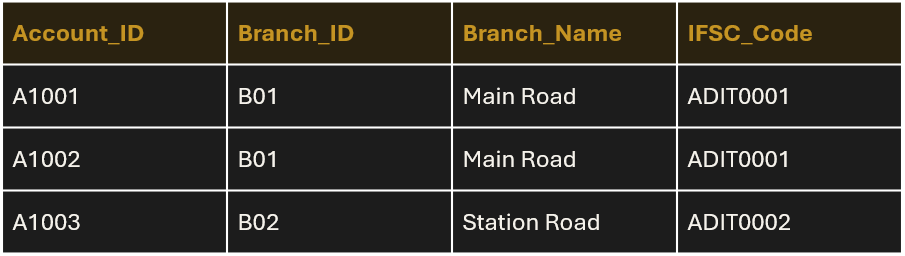 Account_ID Branch_ID Branch_Name IFSC_Code
A1001 B01 Main Road ADIT0001
A1002 B01 Main Road ADIT0001
A1003 B02 Station Road ADIT0002